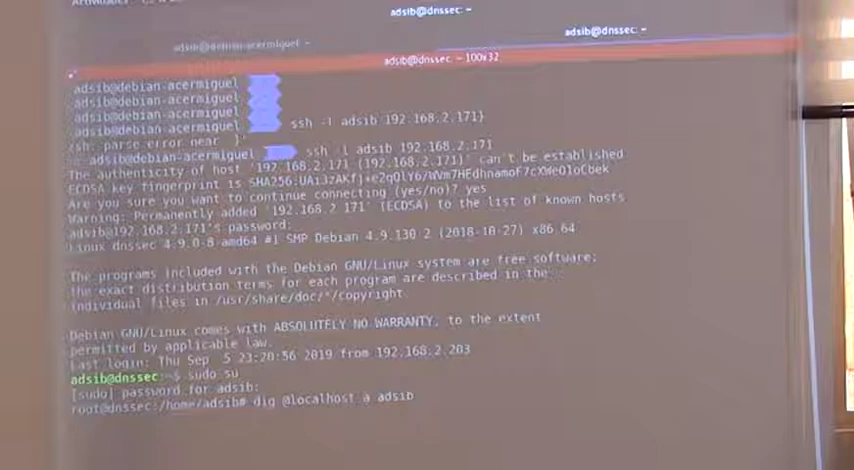 adsib@dnssec: ~
adsib@debian-acermiguel ~
adsib@dnssec: ~
adsib@dnssec: ~ 100x32
adsib@debian-acermiguel
adsib@debian-acermiguel
adsib@debian-acermiguel
adsib@debian-acermiguel ssh -l adsib 192.168.2.171}
zsh: parse error near `}'
adsib@debian-acermiguel ssh -l adsib 192.168.2.171
The authenticity of host '192.168.2.171 (192.168.2.171)' can't be established
ECDSA key fingerprint is
Are you sure you want to continue connecting (yes/no)? yes
Warning: Permanently added '192.168.2.171' (ECDSA) to the list of known hosts
adsib@192.168.2.171's password:
Linux dnssec 4.9.0-8-amd64 #1 SMP Debian 4.9.130-2 (2018-10-27) x86_64
The programs included with the Debian GNU/Linux system are free software;
the exact distribution terms for each program are described in the
individual files in /usr/share/doc/*/copyright
Debian GNU/Linux comes with ABSOLUTELY NO WARRANTY, to the extent
permitted by applicable law.
Last login: Thu Sep 5 23:20:56 2019 from 192.168.2.203
adsib@dnssec:~$ sudo su
[sudo] password for adsib:
root@dnssec:/home/adsib# dig @localhost a adsib